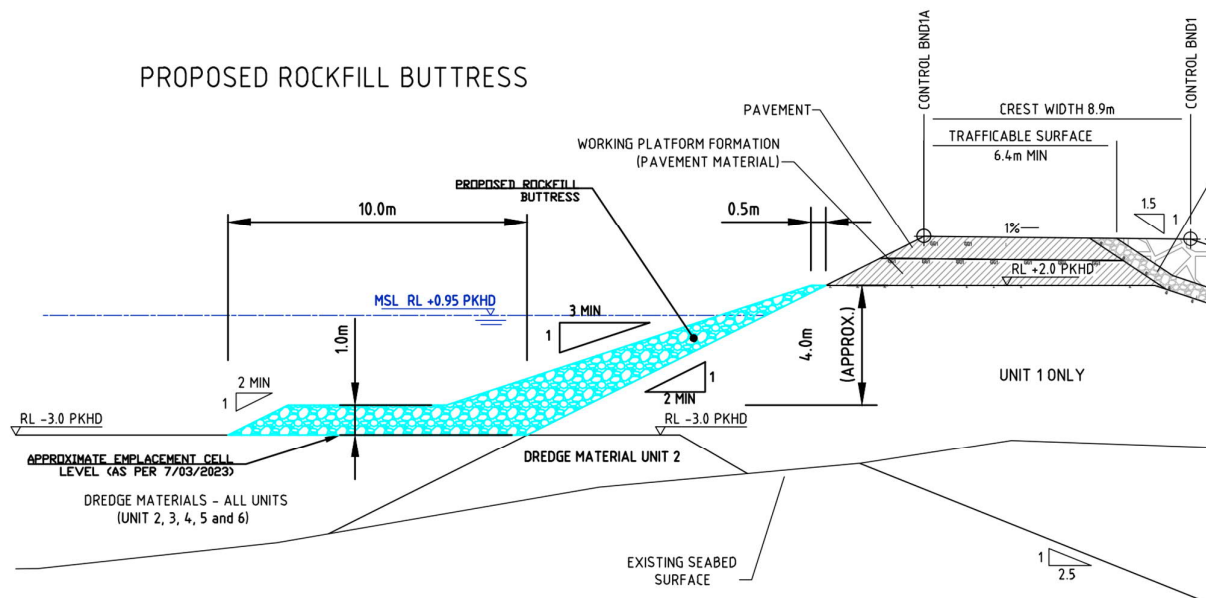 PROPOSED ROCKFILL BUTTRESS
CONTROL BND1A
CONTROL BND1
CREST WIDTH 8.9m
PAVEMENT
TRAFFICABLE SURFACE
6.4m MIN
WORKING PLATFORM FORMATION
(PAVEMENT MATERIAL)
PROPOSED ROCKFILL
BUTTRESS
10.0m
0.5m
1.5
1
1%
RL +2.0 PKHD
MSL RL +0.95 PKHD
3 MIN
1
1.0m
4.0m
(APPROX.)
2 MIN
1
1
2 MIN
UNIT 1 ONLY
RL -3.0 PKHD
RL -3.0 PKHD
APPROXIMATE EMPLACEMENT CELL
LEVEL (AS PER 7/03/2023)
DREDGE MATERIAL UNIT 2
DREDGE MATERIALS - ALL UNITS
(UNIT 2, 3, 4, 5 and 6)
EXISTING SEABED
SURFACE
1
2.5